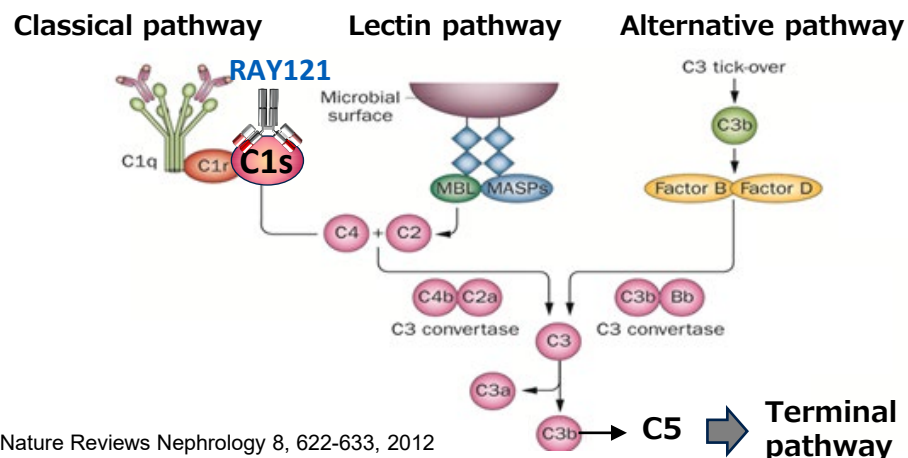 Classical pathway
Lectin pathway
Alternative pathway
RAY121
C1q
C1r
C1s
Microbial
surface
MBL
MASPs
C3 tick-over
C3b
Factor B
Factor D
C4 + C2
C4b C2a
C3 convertase
C3b Bb
C3 convertase
C3
C3a
C3b
C5
Terminal
pathway
Nature Reviews Nephrology 8, 622-633, 2012